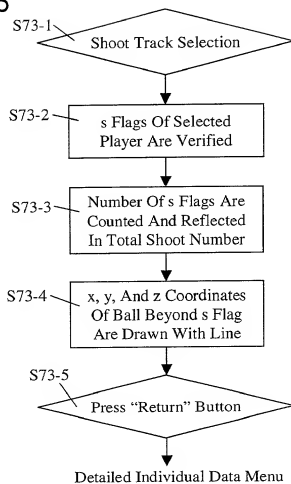 S73-1
Shoot Track Selection
S73-2
s Flags Of Selected
Player Are Verified
S73-3
Number Of s Flags Are
Counted And Reflected
In Total Shoot Number
S73-4
x, y, And z Coordinates
Of Ball Beyond s Flag
Are Drawn With Line
S73-5
Press “Return” Button
Detailed Individual Data Menu